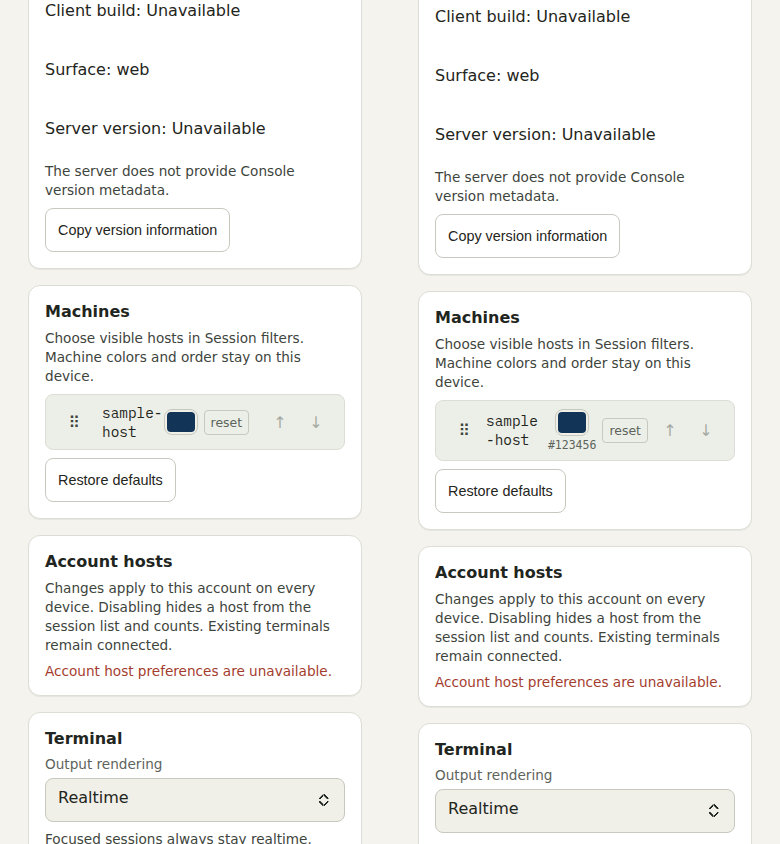 Client build: Unavailable
Surface: web
Server version: Unavailable
The server does not provide Console
version metadata.
Copy version information
Machines
Choose visible hosts in Session filters.
Machine colors and order stay on this
device.
sample-
host
reset
↑
↓
Restore defaults
Account hosts
Changes apply to this account on every
device. Disabling hides a host from the
session list and counts. Existing terminals
remain connected.
Account host preferences are unavailable.
Terminal
Output rendering
Realtime
Focused sessions always stay realtime.
Client build: Unavailable
Surface: web
Server version: Unavailable
The server does not provide Console
version metadata.
Copy version information
Machines
Choose visible hosts in Session filters.
Machine colors and order stay on this
device.
sample
-host
#123456
reset
↑
↓
Restore defaults
Account hosts
Changes apply to this account on every
device. Disabling hides a host from the
session list and counts. Existing terminals
remain connected.
Account host preferences are unavailable.
Terminal
Output rendering
Realtime